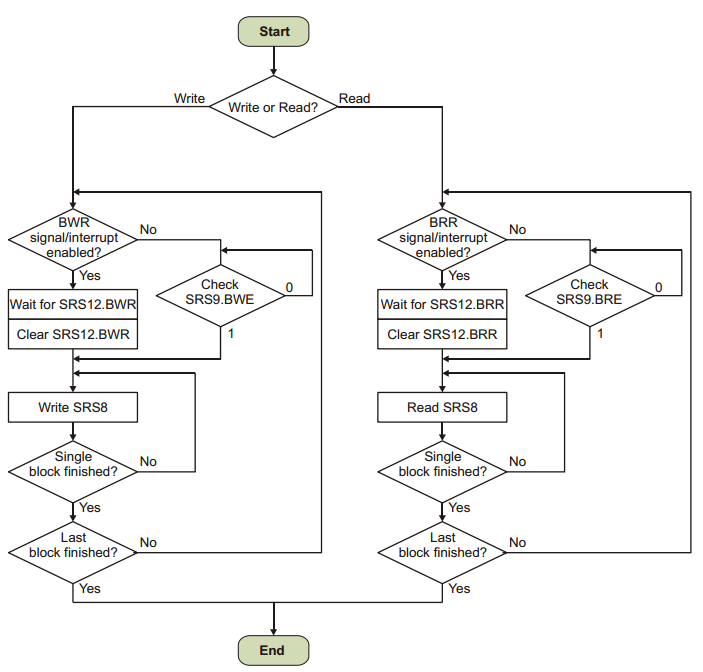 Start
Write or Read?
Write
Read
BWR
signal/interrupt
enabled?
No
Yes
Check
SRS9.BWE
0
1
Wait for SRS12.BWR
Clear SRS12.BWR
Write SRS8
Single
block finished?
No
Yes
Last
block finished?
No
Yes
BRR
signal/interrupt
enabled?
No
Yes
Check
SRS9.BRE
0
1
Wait for SRS12.BRR
Clear SRS12.BRR
Read SRS8
Single
block finished?
No
Yes
Last
block finished?
No
Yes
End